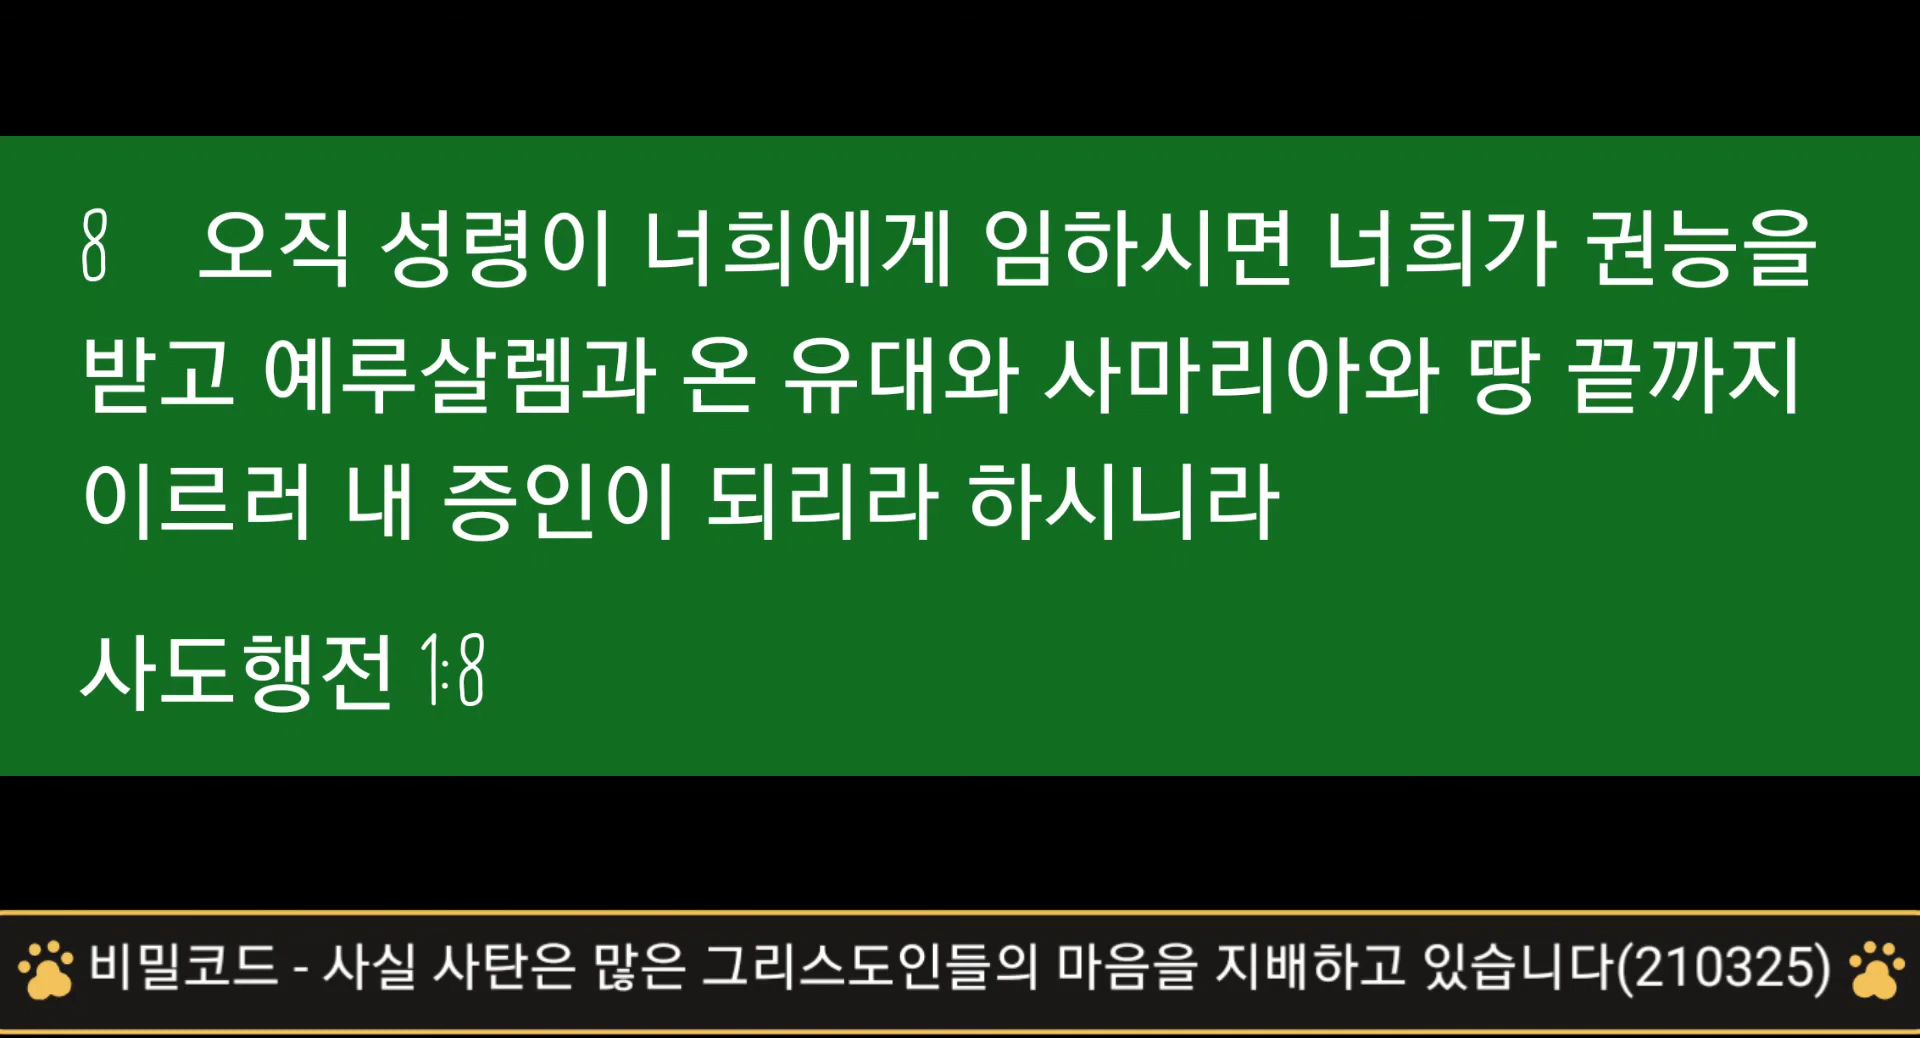 8 오직 성령이 너희에게 임하시면 너희가 권능을
받고 예루살렘과 온 유대와 사마리아와 땅 끝까지
이르러 내 증인이 되리라 하시니라
사도행전 1:8
비밀코드 - 사실 사탄은 많은 그리스도인들의 마음을 지배하고 있습니다(210325)